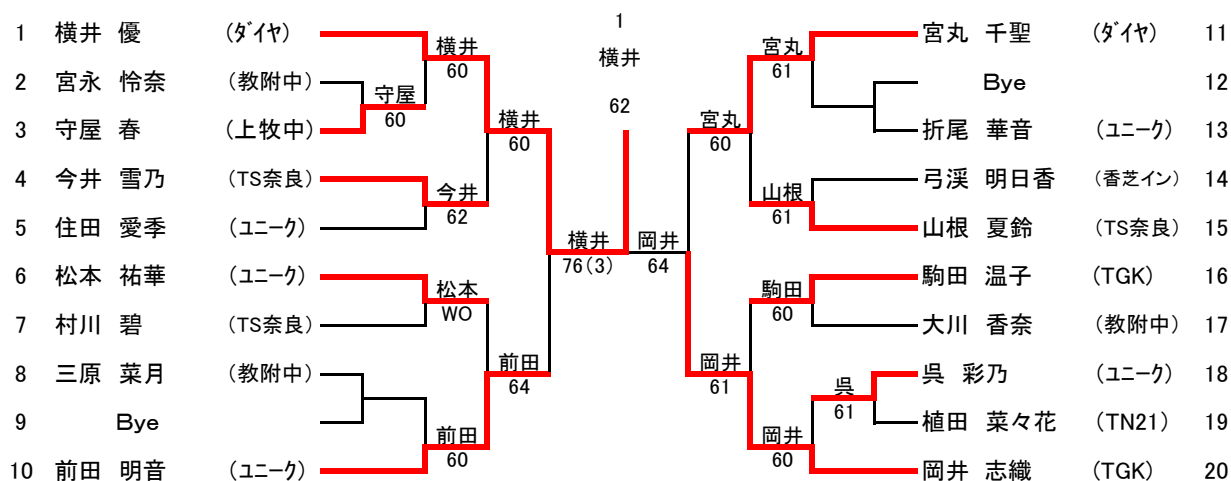 1 横井 優 (ﾀﾞｲﾔ)
2 宮永 怜奈 (教附中)
3 守屋 春 (上牧中)
4 今井 雪乃 (TS奈良)
5 住田 愛季 (ﾕﾆｰｸ)
6 松本 祐華 (ﾕﾆｰｸ)
7 村川 碧 (TS奈良)
8 三原 菜月 (教附中)
9 Bye
10 前田 明音 (ﾕﾆｰｸ)
守屋
60
横井
60
今井
62
松本
WO
前田
60
横井
60
前田
64
横井
76(3)
1
横井
62
岡井
64
宮丸
60
岡井
61
宮丸
61
山根
61
駒田
60
岡井
60
呉
61
宮丸 千聖 (ﾀﾞｲﾔ) 11
Bye 12
折尾 華音 (ﾕﾆｰｸ) 13
弓渓 明日香 (香芝イン) 14
山根 夏鈴 (TS奈良) 15
駒田 温子 (TGK) 16
大川 香奈 (教附中) 17
呉 彩乃 (ﾕﾆｰｸ) 18
植田 菜々花 (TN21) 19
岡井 志織 (TGK) 20